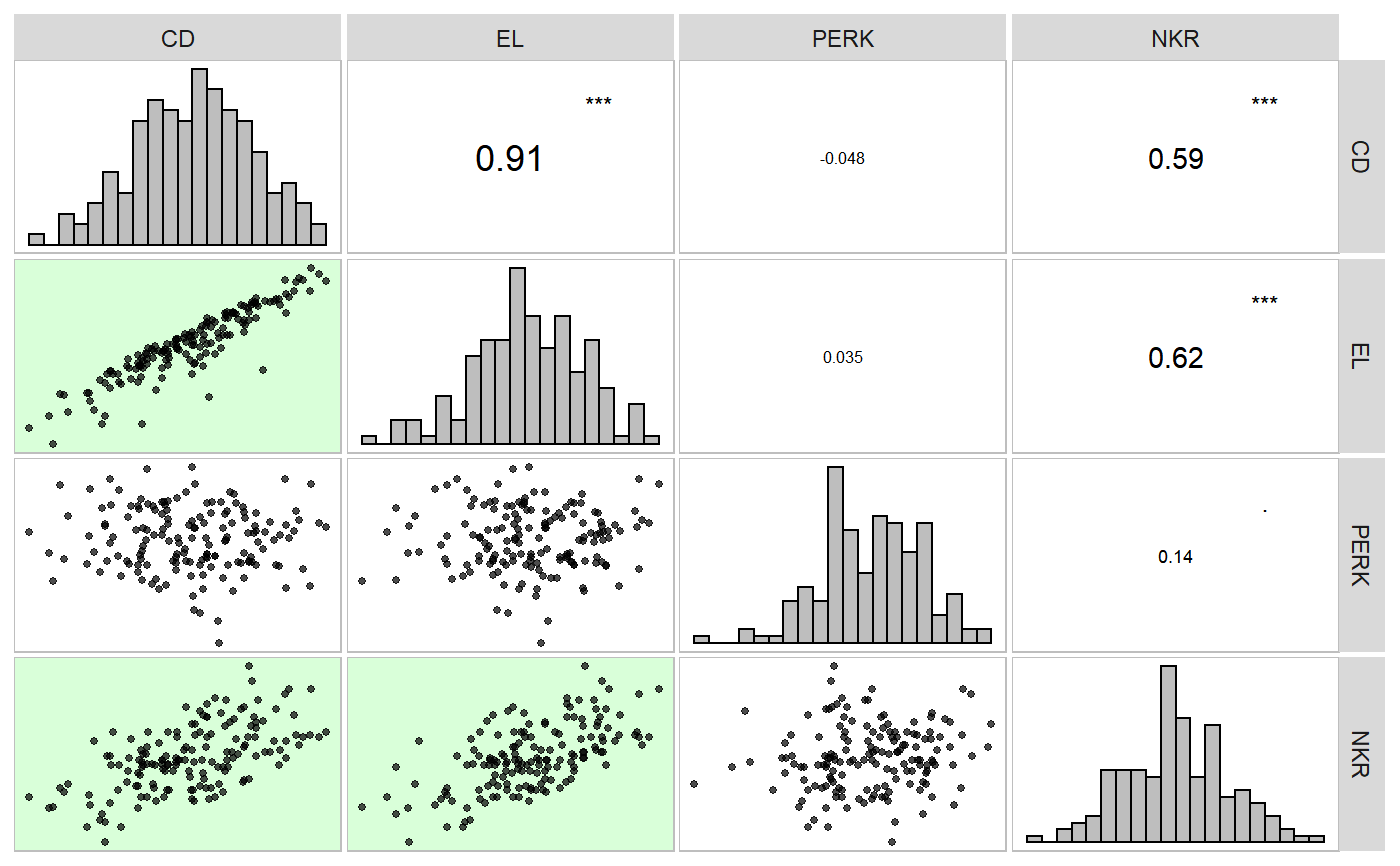 CD EL PERK NKR
***
***
0.91 -0.048 0.59 CD
***
0.035 0.62 EL
.
0.14 PERK
NKR